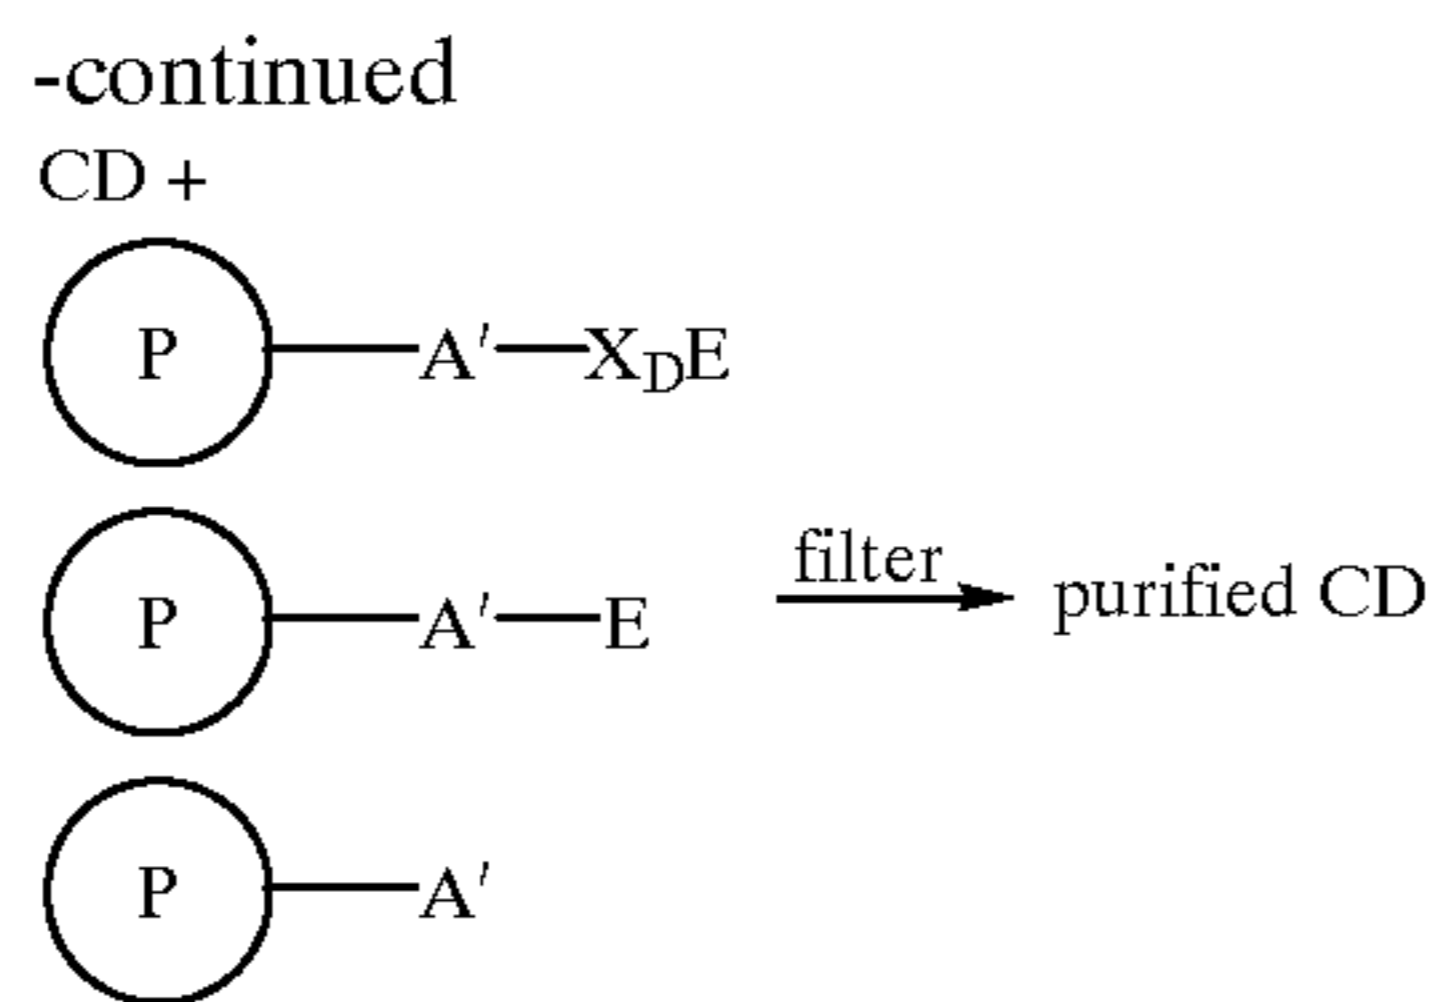 -continued
CD +
P—A′—X_DE
P—A′—E
filter
purified CD
P—A′